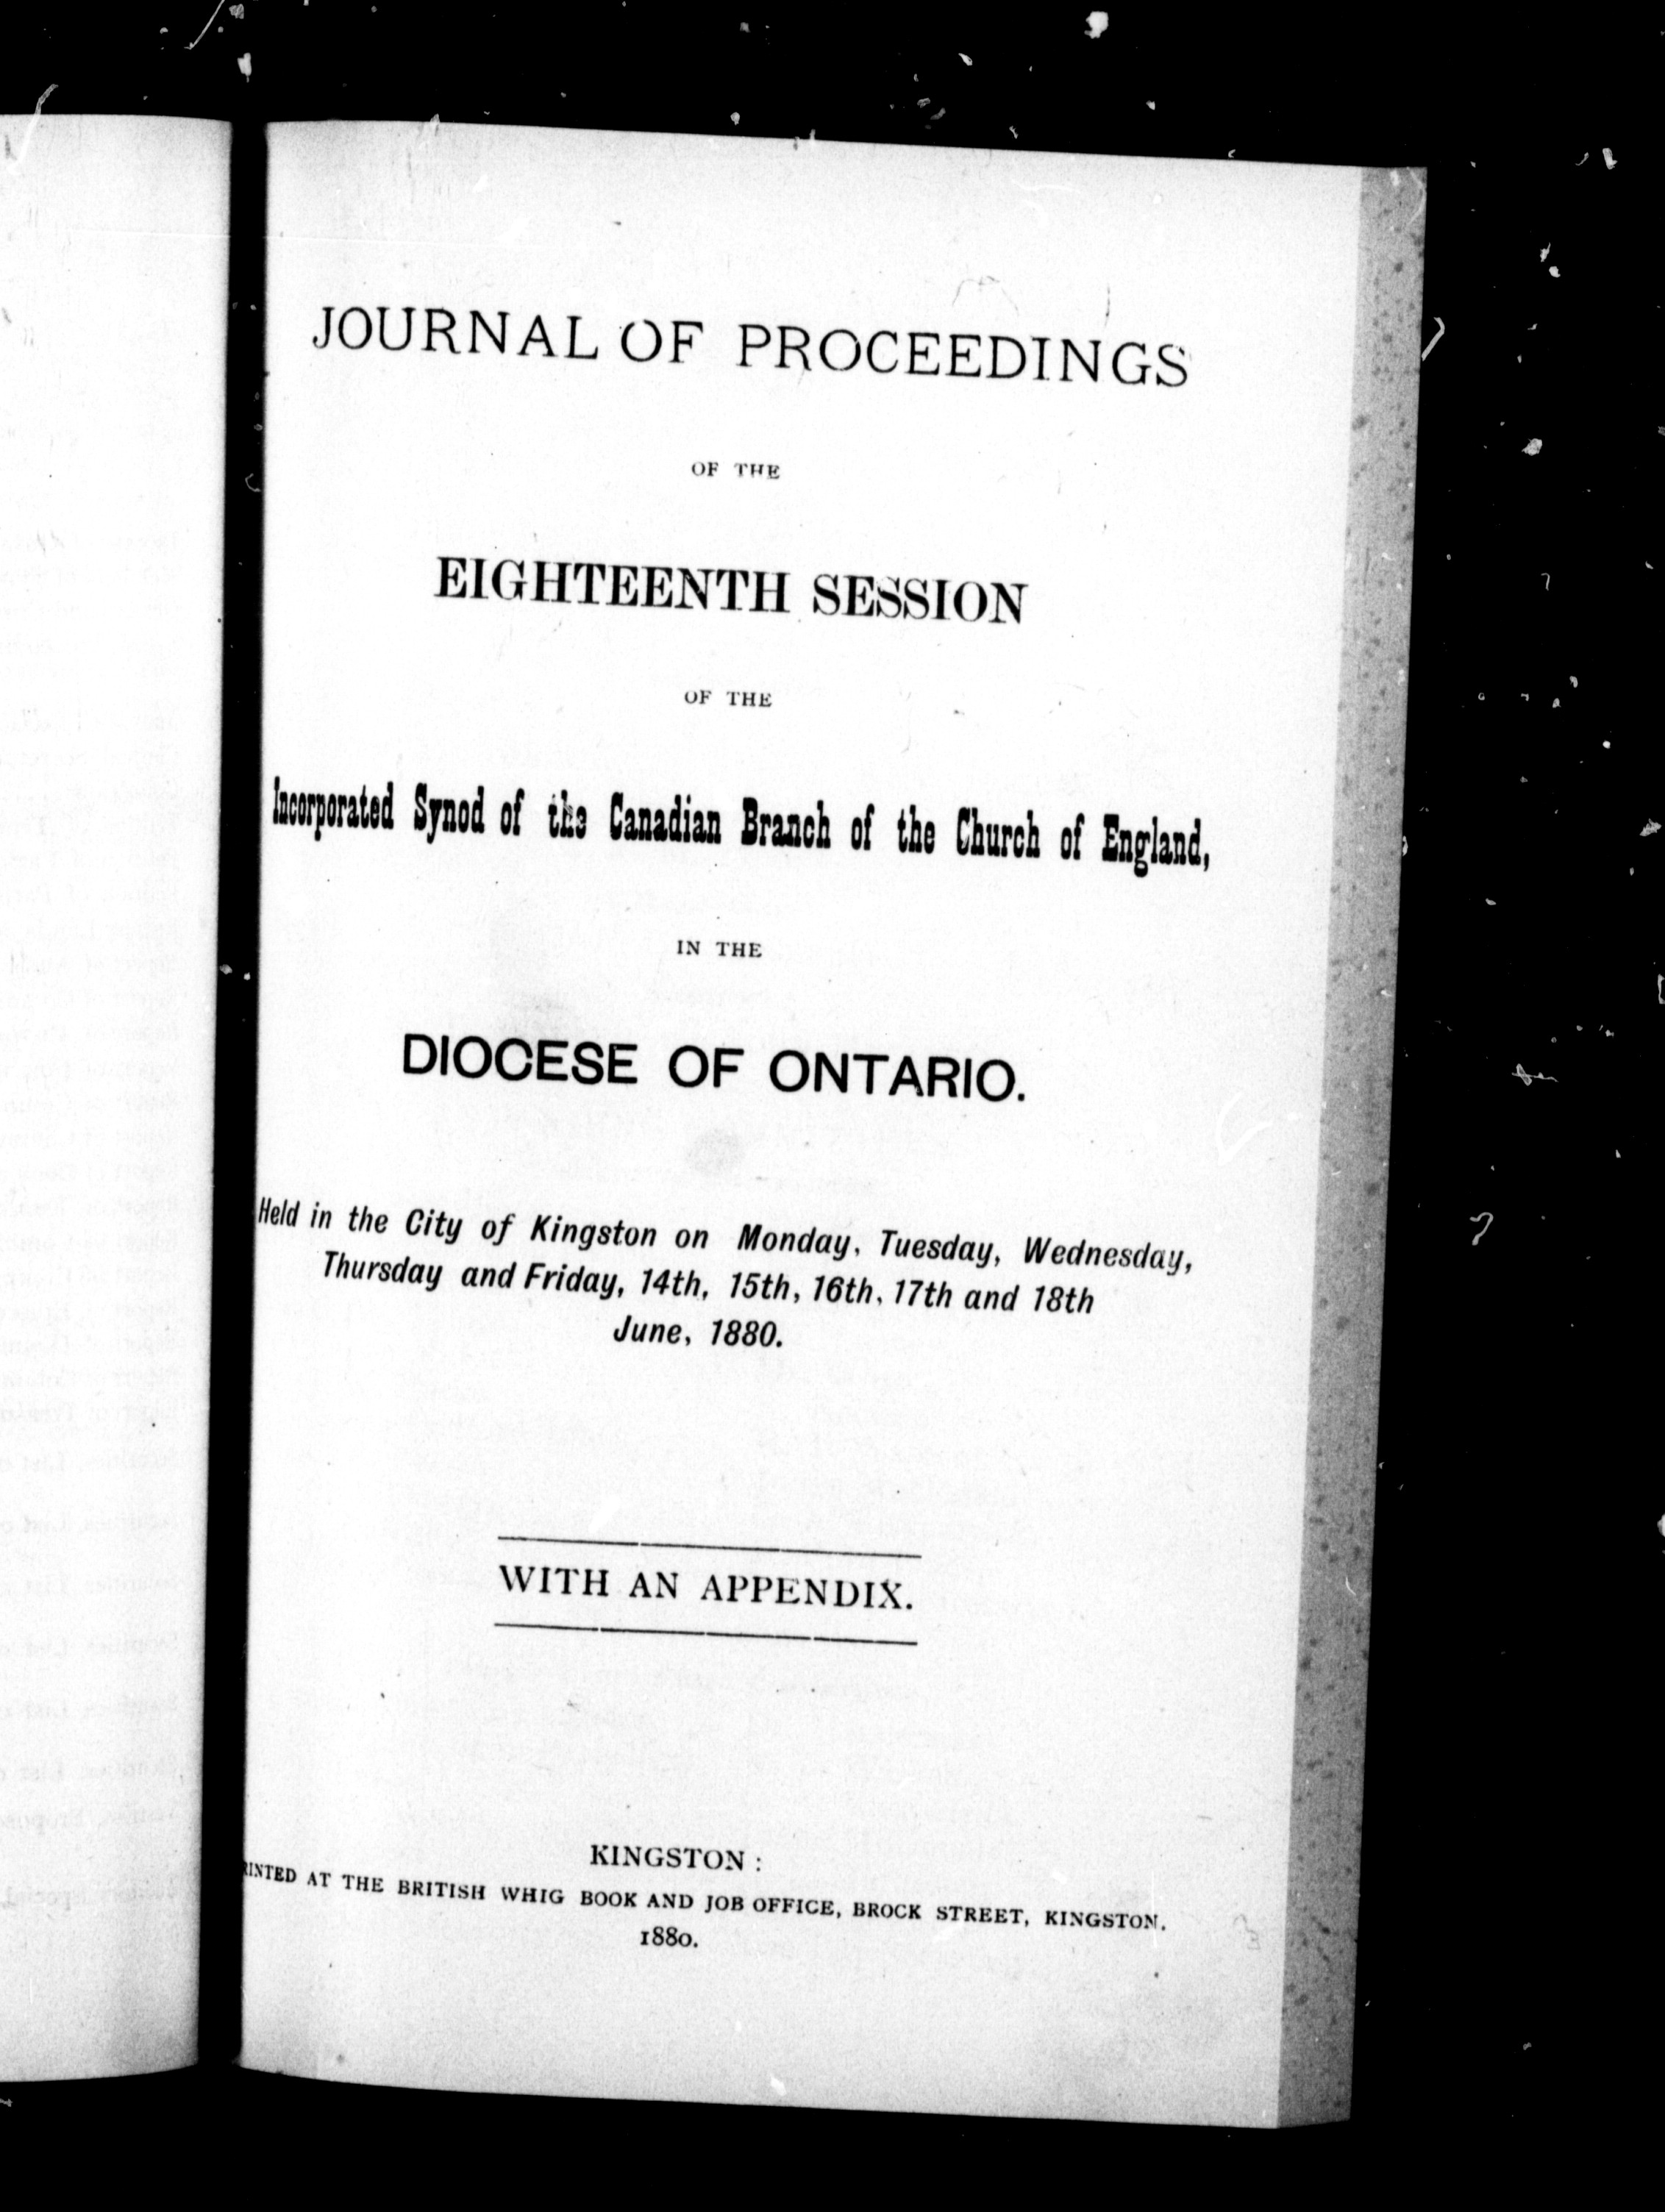 JOURNAL OF PROCEEDINGS
OF THE
EIGHTEENTH SESSION
OF THE
Incorporated Synod of the Canadian Branch of the Church of England,
IN THE
DIOCESE OF ONTARIO.
Held in the City of Kingston on Monday, Tuesday, Wednesday,
Thursday and Friday, 14th, 15th, 16th, 17th and 18th
June, 1880.
WITH AN APPENDIX.
KINGSTON :
RINTED AT THE BRITISH WHIG BOOK AND JOB OFFICE, BROCK STREET, KINGSTON.
1880.